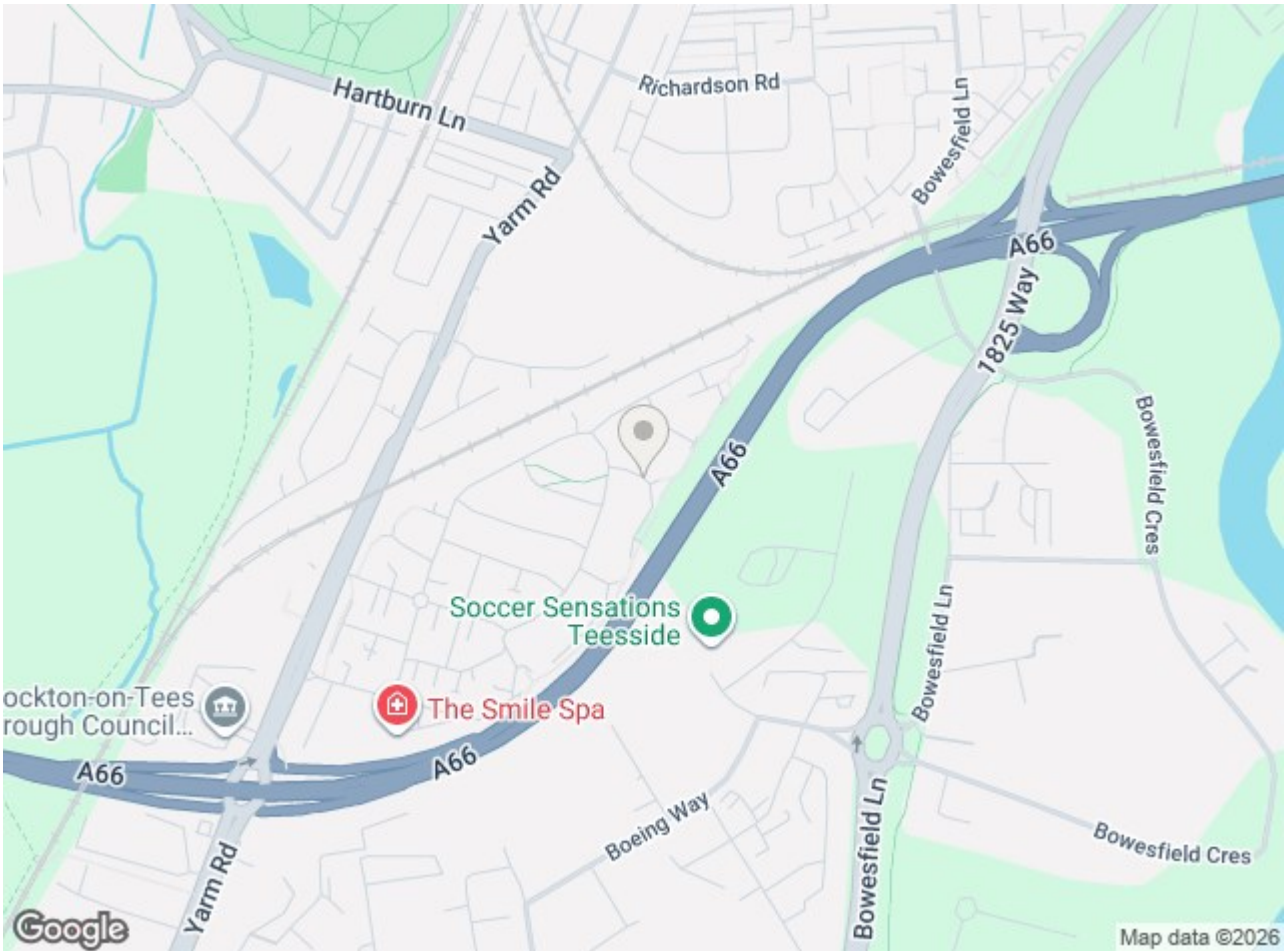 Hartburn Ln
Richardson Rd
Bowesfield Ln
Yarm Rd
A66
1825 Way
A66
Bowesfield Cres
Soccer Sensations
Teesside
Bowesfield Ln
ockton-on-Tees
rough Council...
The Smile Spa
A66
A66
Boeing Way
Bowesfield Ln
Bowesfield Cres
Yarm Rd
Google
Map data ©2026